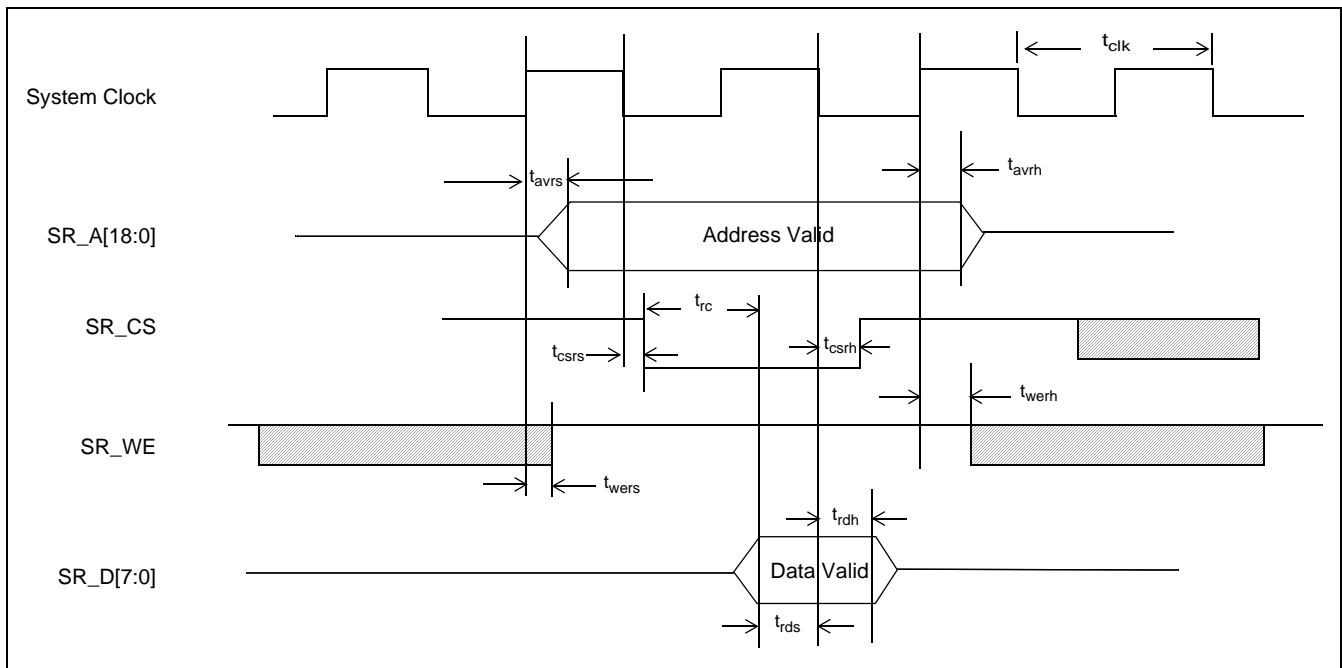 t_clk
System Clock
t_avrs
t_avrh
SR_A[18:0]
Address Valid
t_rc
SR_CS
t_csrs
t_csrh
t_werh
SR_WE
t_wers
t_rdh
SR_D[7:0]
Data Valid
t_rds